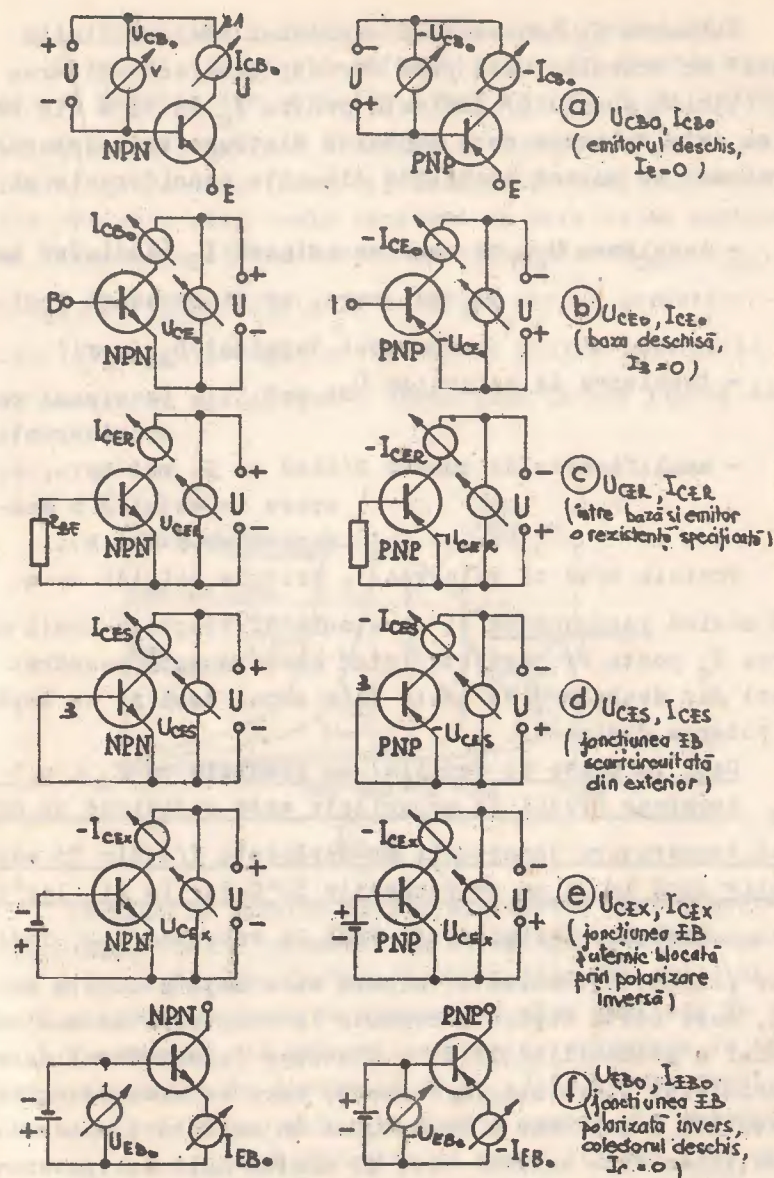 +
U
-
U_CB0
I_CB0
NPN
E
-
U
+
-U_CB0
-I_CB0
PNP
E
a U_CB0, I_CB0
(emitorul deschis,
I_E=0)
I_CB0
B
NPN
U_CE0
+
U
-
-I_CE0
PNP
U_CE0
-
U
+
b U_CE0, I_CE0
(baza deschisă,
I_B=0)
I_CER
R_BE
NPN
U_CER
+
U
-
-I_CER
PNP
U_CER
-
U
+
c U_CER, I_CER
(între bază și emitor
o rezistență specificată)
I_CES
NPN
U_CES
+
U
-
-I_CES
PNP
U_CES
-
U
+
d U_CES, I_CES
(joncțiunea EB
scurtcircuitată
din exterior)
-I_CEX
-
+
NPN
U_CEX
+
U
-
-I_CEX
+
-
PNP
U_CEX
-
U
+
e U_CEX, I_CEX
(joncțiunea EB
puternic blocată
prin polarizare
inversă)
NPN
+
U_EB0
I_EB0
PNP
+
-U_EB0
-I_EB0
f U_EB0, I_EB0
(joncțiunea EB
polarizată invers,
colectorul deschis,
I_C=0)